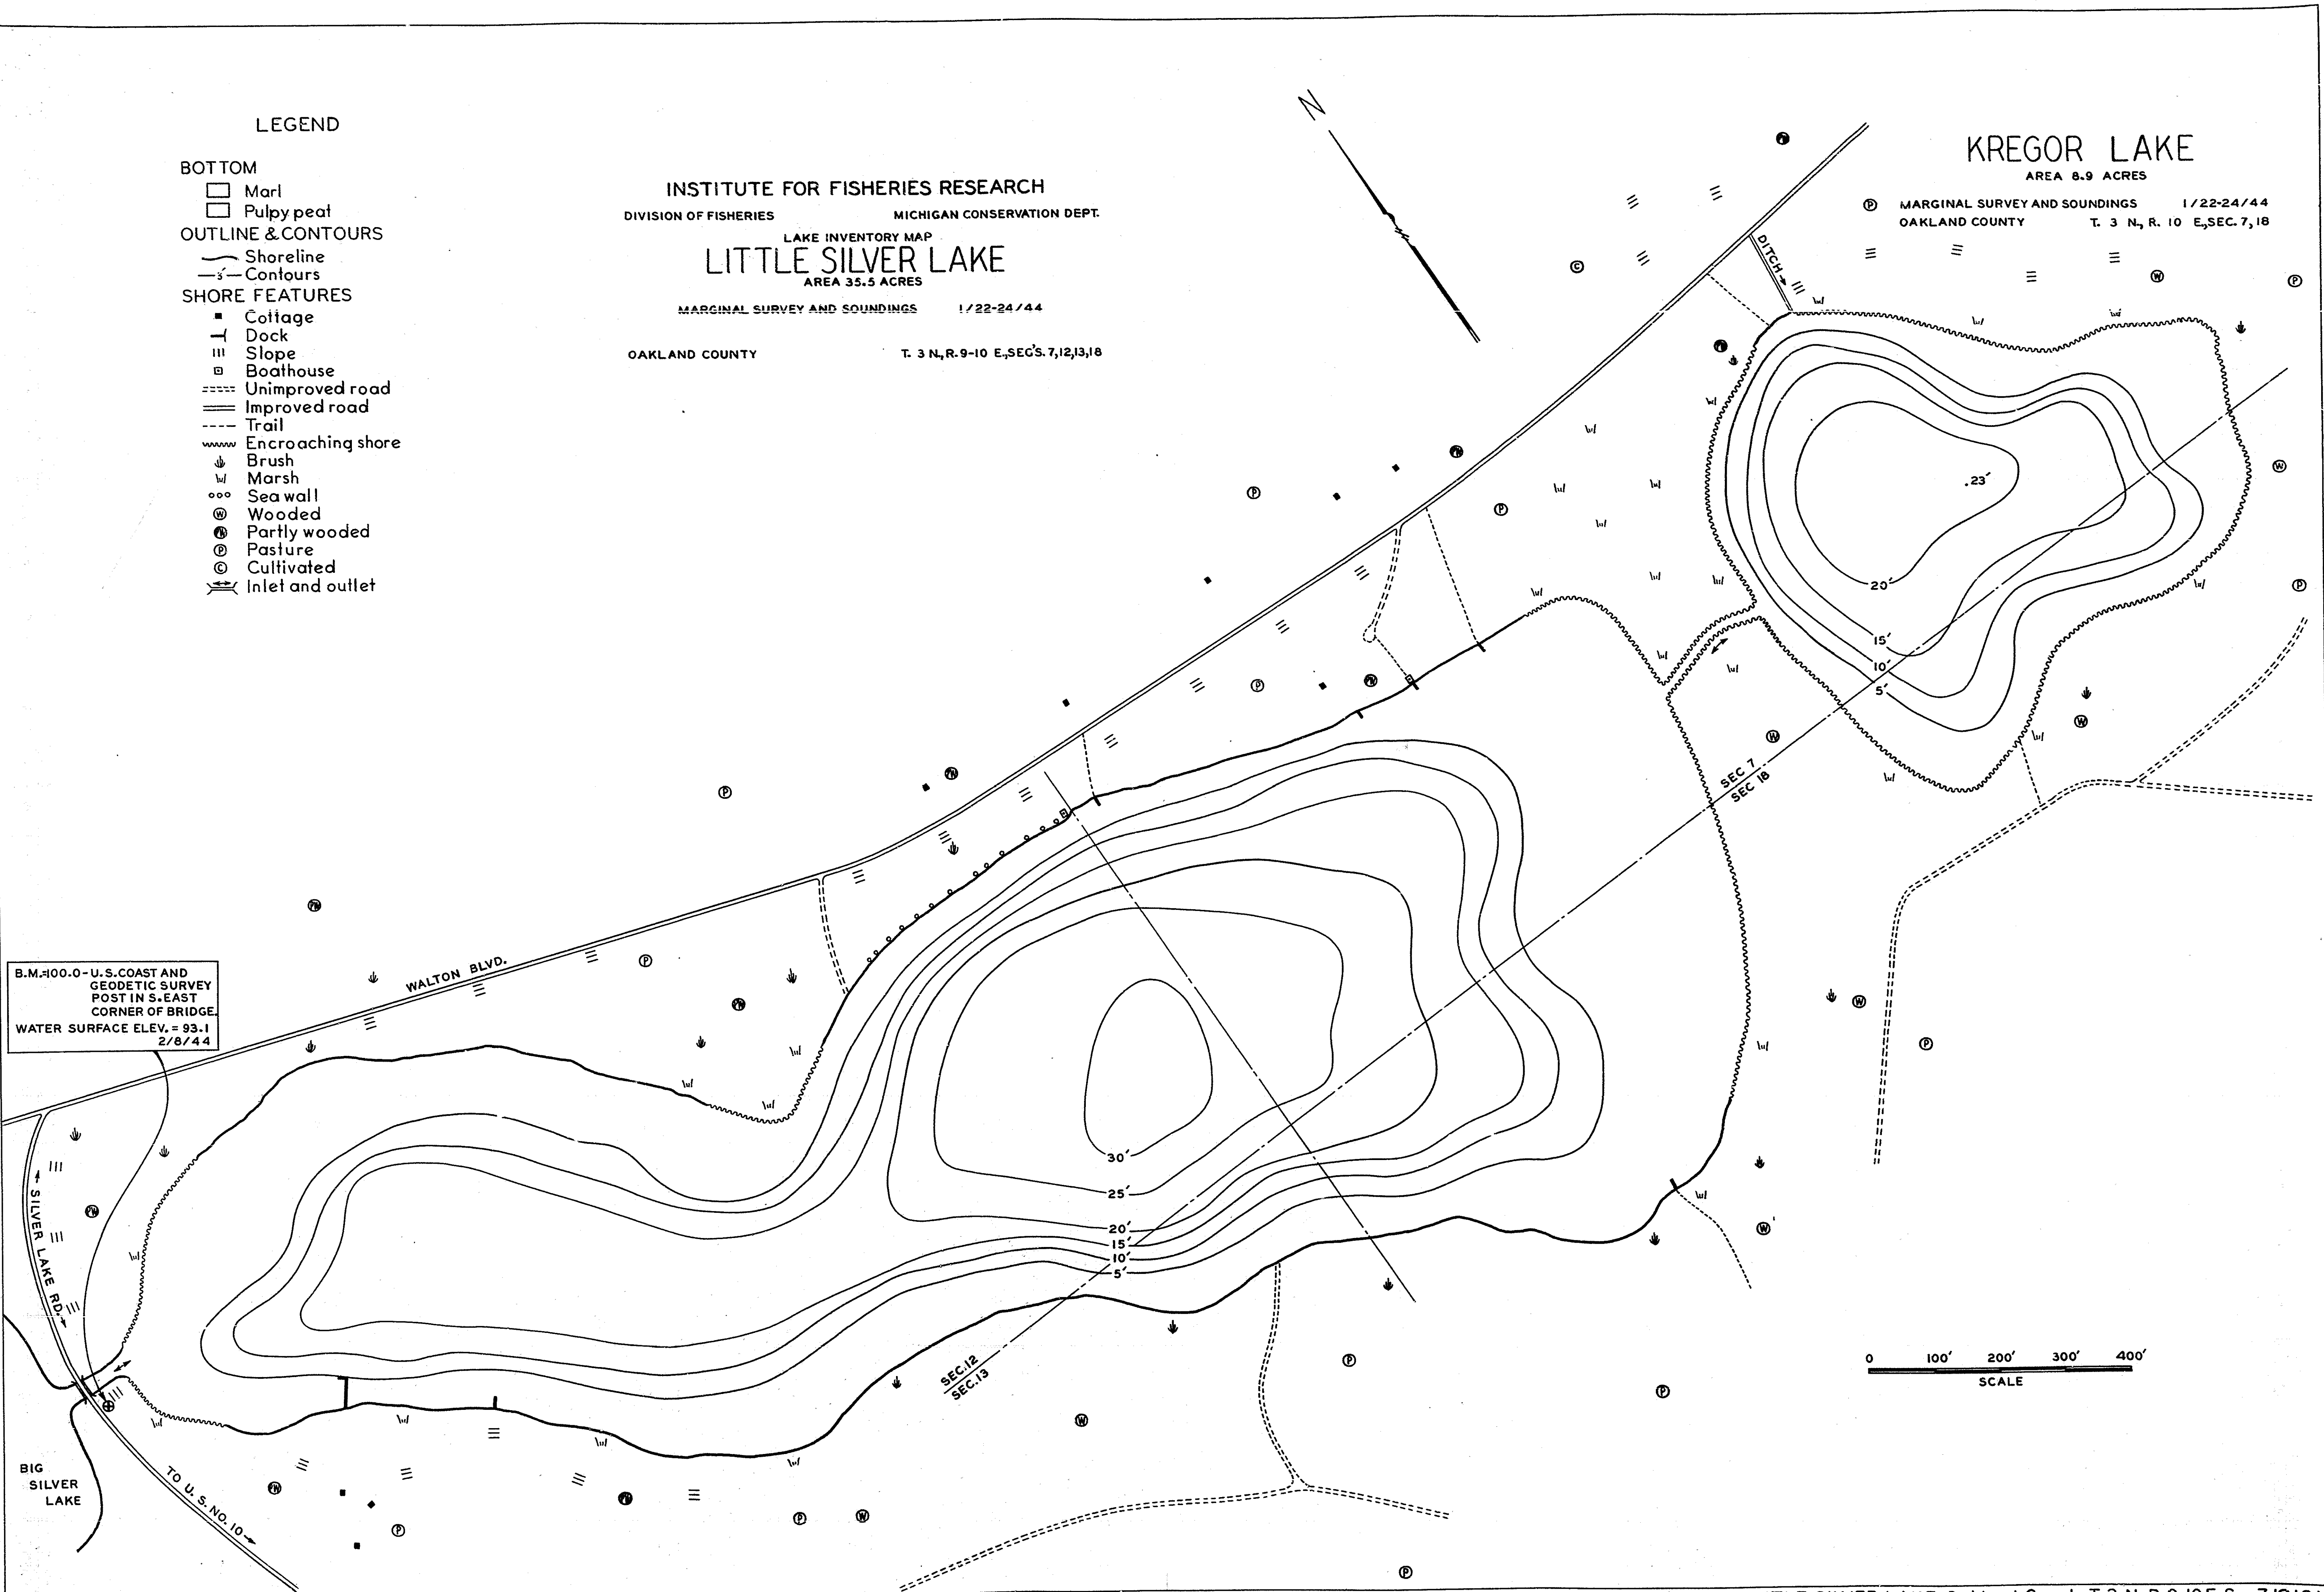 LEGEND
BOTTOM
Marl
Pulpy peat
OUTLINE & CONTOURS
Shoreline
5' Contours
SHORE FEATURES
Cottage
Dock
Slope
Boathouse
Unimproved road
Improved road
Trail
Encroaching shore
Brush
Marsh
Sea wall
W Wooded
PW Partly wooded
P Pasture
C Cultivated
Inlet and outlet
INSTITUTE FOR FISHERIES RESEARCH
DIVISION OF FISHERIES MICHIGAN CONSERVATION DEPT.
LAKE INVENTORY MAP
LITTLE SILVER LAKE
AREA 35.5 ACRES
MARGINAL SURVEY AND SOUNDINGS 1/22-24/44
OAKLAND COUNTY T. 3 N., R. 9-10 E., SEC'S. 7,12,13,18
N
KREGOR LAKE
AREA 8.9 ACRES
MARGINAL SURVEY AND SOUNDINGS 1/22-24/44
OAKLAND COUNTY T. 3 N., R. 10 E., SEC. 7, 18
DITCH
.23'
20'
15'
10'
5'
SEC 7
SEC 18
B.M.=100.0-U.S.COAST AND
GEODETIC SURVEY
POST IN S.EAST
CORNER OF BRIDGE.
WATER SURFACE ELEV. = 93.1
2/8/44
WALTON BLVD.
SILVER LAKE RD.
30'
25'
20'
15'
10'
5'
SEC.12
SEC.13
BIG
SILVER
LAKE
TO U.S. NO. 10
0 100' 200' 300' 400'
SCALE